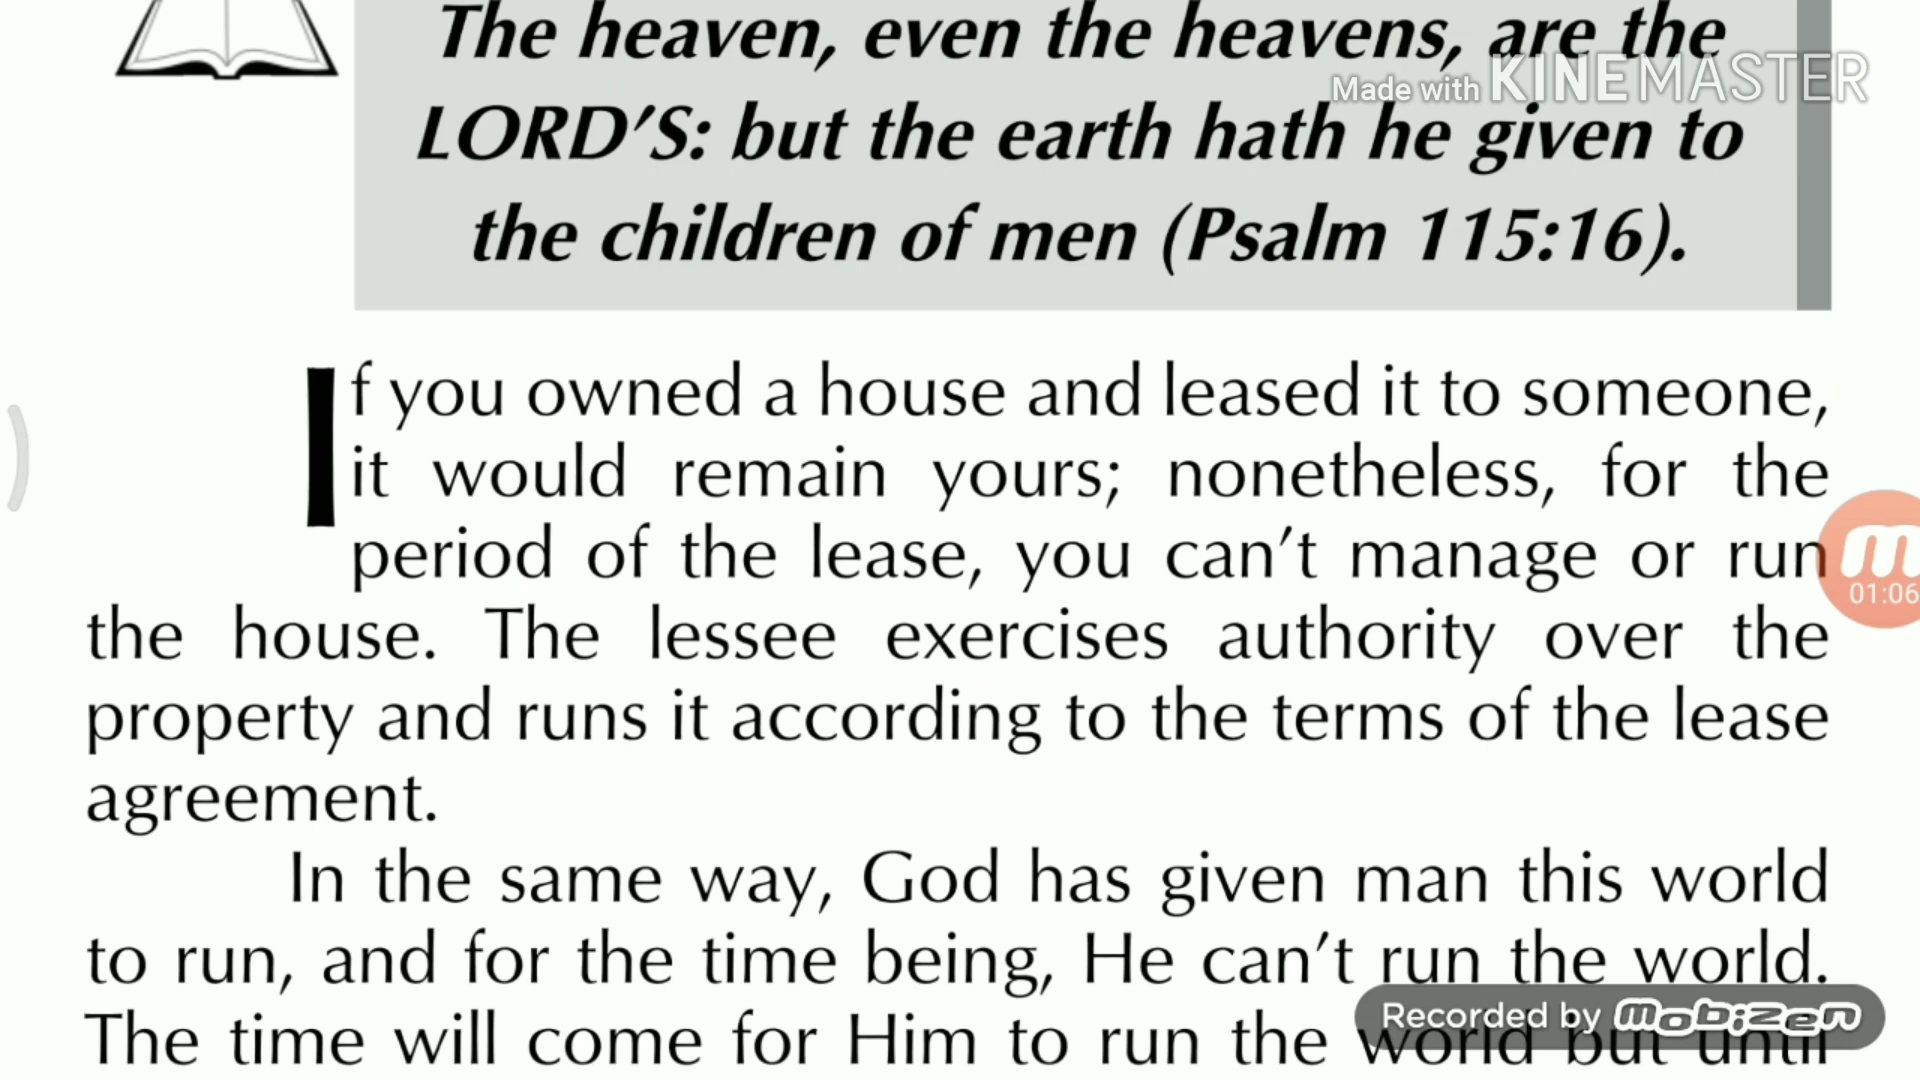 The heaven, even the heavens, are the
Made with KINEMASTER
LORD'S: but the earth hath he given to
the children of men (Psalm 115:16).
If you owned a house and leased it to someone,
it would remain yours; nonetheless, for the
period of the lease, you can't manage or run
01:06
the house. The lessee exercises authority over the
property and runs it according to the terms of the lease
agreement.
In the same way, God has given man this world
to run, and for the time being, He can't run the world.
Recorded by mobizen
The time will come for Him to run the world but until